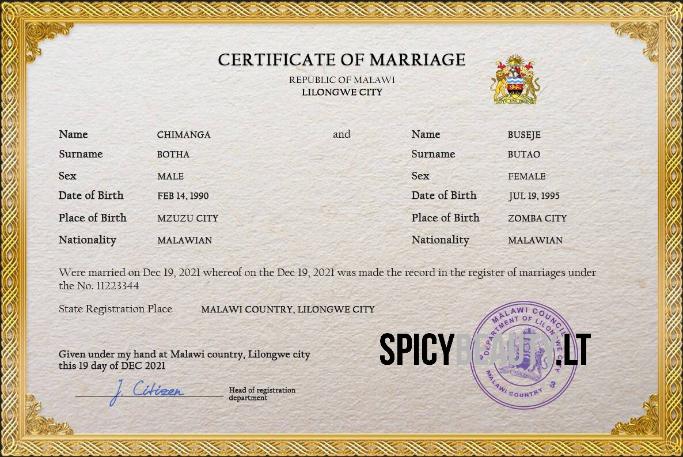 CERTIFICATE OF MARRIAGE
REPUBLIC OF MALAWI
LILONGWE CITY
Name CHIMANGA and Name BUSEJE
Surname BOTHA Surname BUTAO
Sex MALE Sex FEMALE
Date of Birth FEB 14, 1990 Date of Birth JUL 19, 1995
Place of Birth MZUZU CITY Place of Birth ZOMBA CITY
Nationality MALAWIAN Nationality MALAWIAN
Were married on Dec 19, 2021 whereof on the Dec 19, 2021 was made the record in the register of marriages under
the No. 11223344
State Registration Place MALAWI COUNTRY, LILONGWE CITY
MALAWI COUNCIL
DEPARTMENT OF LILONGWE CITY
MALAWI COUNTRY
SPICY .LT
Given under my hand at Malawi country, Lilongwe city
this 19 day of DEC 2021
J. Citizen Head of registration
department